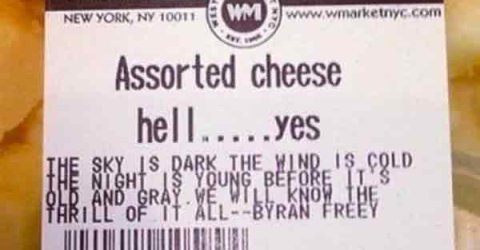 NEW YORK, NY 10011
WM
www.wmarketnyc.com
Assorted cheese
hell.....yes
THE SKY IS DARK THE WIND IS COLD
THE NIGHT IS YOUNG BEFORE IT'S
OLD AND GRAY WE WILL KNOW THE
THRILL OF IT ALL--BYRAN FREEY